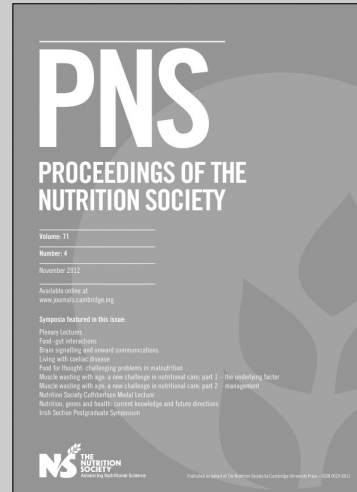 PNS
PROCEEDINGS OF THE
NUTRITION SOCIETY
Volume: 71
Number: 4
November 2012
Available online at
www.journals.cambridge.org
Symposia featured in this issue:
Plenary Lectures
Food–gut interactions
Brain signalling and onward communications
Living with coeliac disease
Food for thought: challenging problems in malnutrition
Muscle wasting with age: a new challenge in nutritional care; part 1 – the underlying factor
Muscle wasting with age: a new challenge in nutritional care; part 2 – management
Nutrition Society Cuthbertson Medal Lecture
Nutrition, genes and health: current knowledge and future directions
Irish Section Postgraduate Symposium
NS THE
NUTRITION
SOCIETY
Advancing Nutritional Science
Published on behalf of The Nutrition Society by Cambridge University Press – ISSN 0029-6651